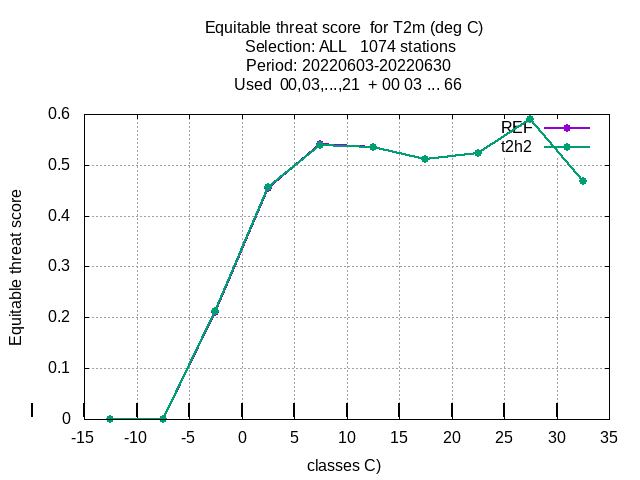 Equitable threat score  for T2m (deg C)
Selection: ALL   1074 stations
Period: 20220603-20220630
Used  00,03,...,21  + 00 03 ... 66
REF
t2h2
Equitable threat score
0.6
0.5
0.4
0.3
0.2
0.1
0
-15 -10 -5 0 5 10 15 20 25 30 35
classes C)